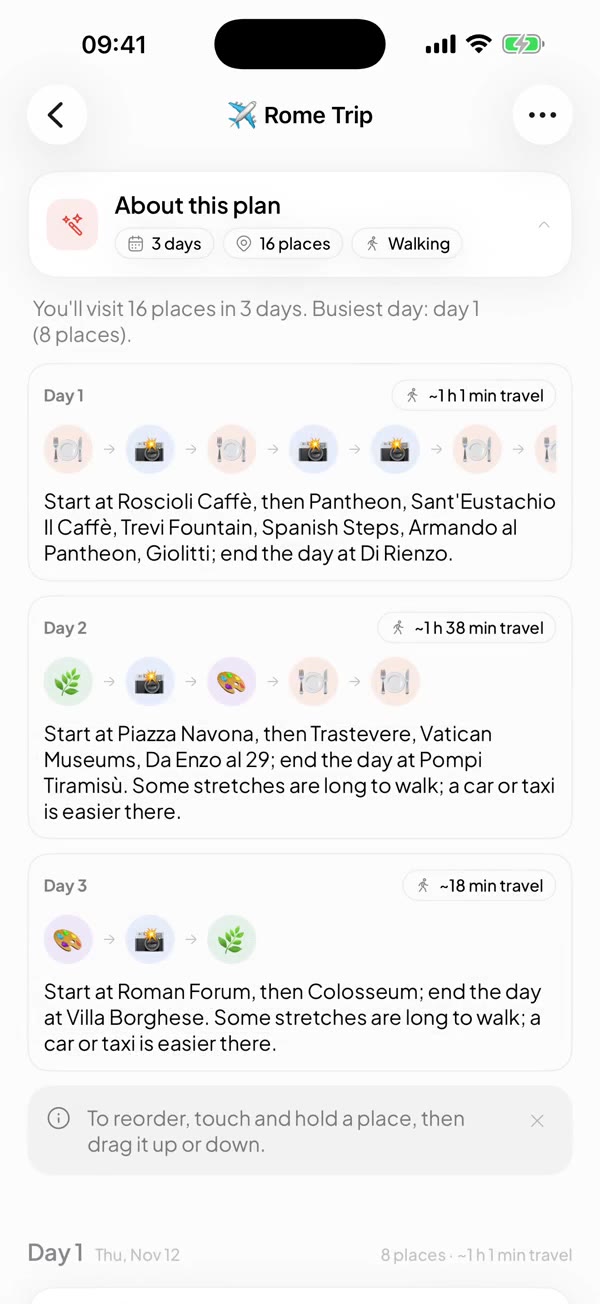 09:41
✈️ Rome Trip
About this plan
3 days
16 places
Walking
You'll visit 16 places in 3 days. Busiest day: day 1
(8 places).
Day 1
~1 h 1 min travel
Start at Roscioli Caffè, then Pantheon, Sant'Eustachio
Il Caffè, Trevi Fountain, Spanish Steps, Armando al
Pantheon, Giolitti; end the day at Di Rienzo.
Day 2
~1 h 38 min travel
Start at Piazza Navona, then Trastevere, Vatican
Museums, Da Enzo al 29; end the day at Pompi
Tiramisù. Some stretches are long to walk; a car or taxi
is easier there.
Day 3
~18 min travel
Start at Roman Forum, then Colosseum; end the day
at Villa Borghese. Some stretches are long to walk; a
car or taxi is easier there.
To reorder, touch and hold a place, then
drag it up or down.
Day 1 Thu, Nov 12
8 places · ~1 h 1 min travel